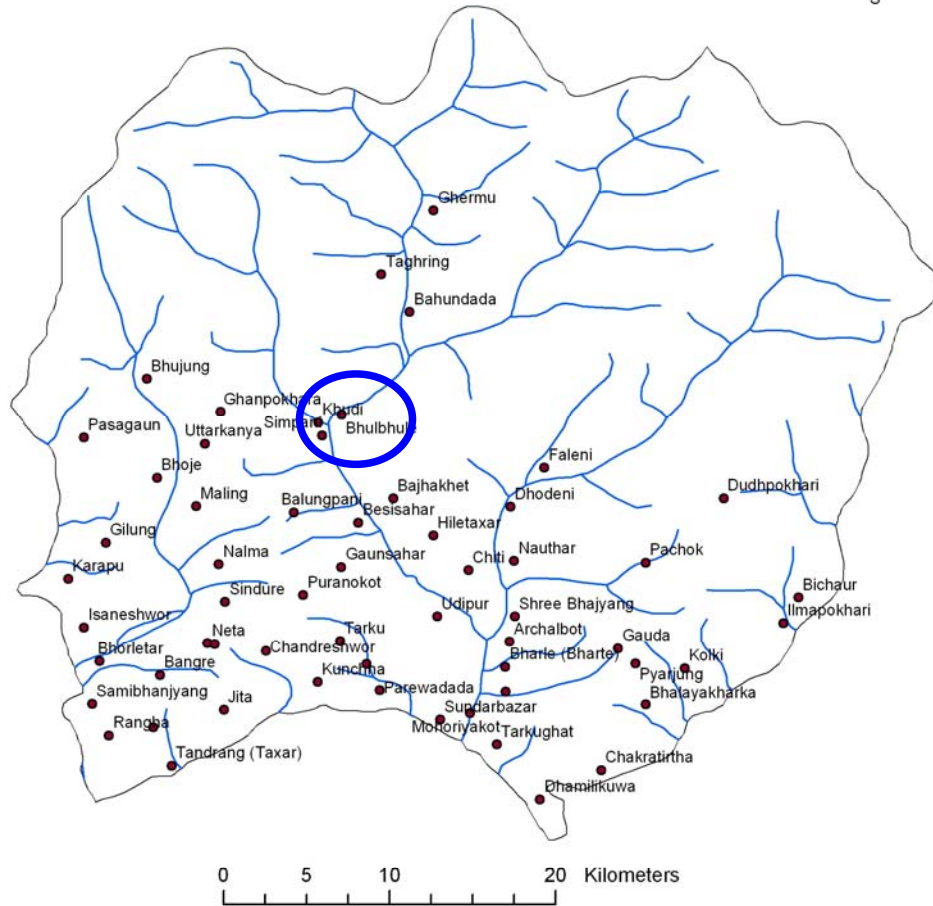 g
Ghermu
Taghring
Bahundada
Bhujung
Ghanpokhara
Khudi
Simpani
Bhulbhule
Pasagaun
Uttarkanya
Faleni
Bhoje
Dudhpokhari
Maling
Balungpani
Bajhakhet
Dhodeni
Besisahar
Hiletaxar
Gilung
Nalma
Gaunsahar
Chiti
Nauthar
Pachok
Karapu
Sindure
Puranokot
Bichaur
Isaneshwor
Udipur
Shree Bhajyang
Ilmapokhari
Neta
Chandreshwor
Tarku
Archalbot
Gauda
Bhorletar
Bangre
Kunchha
Bharle (Bharte)
Pyarjung
Kolki
Samibhanjyang
Jita
Parewadada
Bhalayakharka
Rangha
Sundarbazar
Mohoriyakot
Tarkughat
Tandrang (Taxar)
Chakratirtha
Dhamilikuwa
0 5 10 20 Kilometers